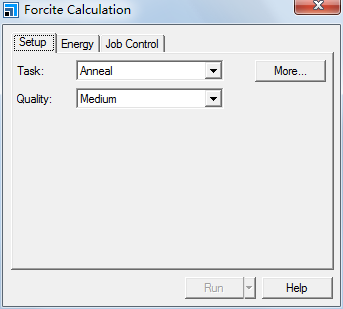 Forcite Calculation
Setup Energy Job Control
Task: Anneal More...
Quality: Medium
Run Help